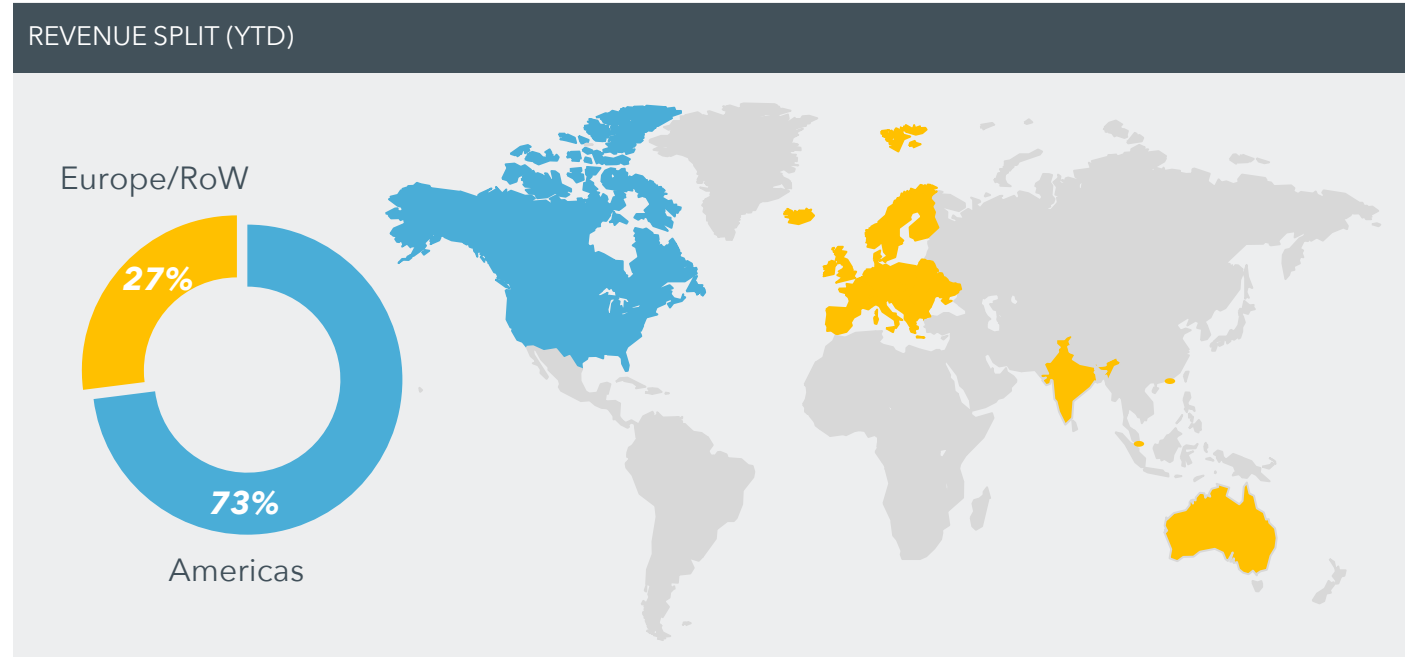 REVENUE SPLIT (YTD)
Europe/RoW
27%
73%
Americas